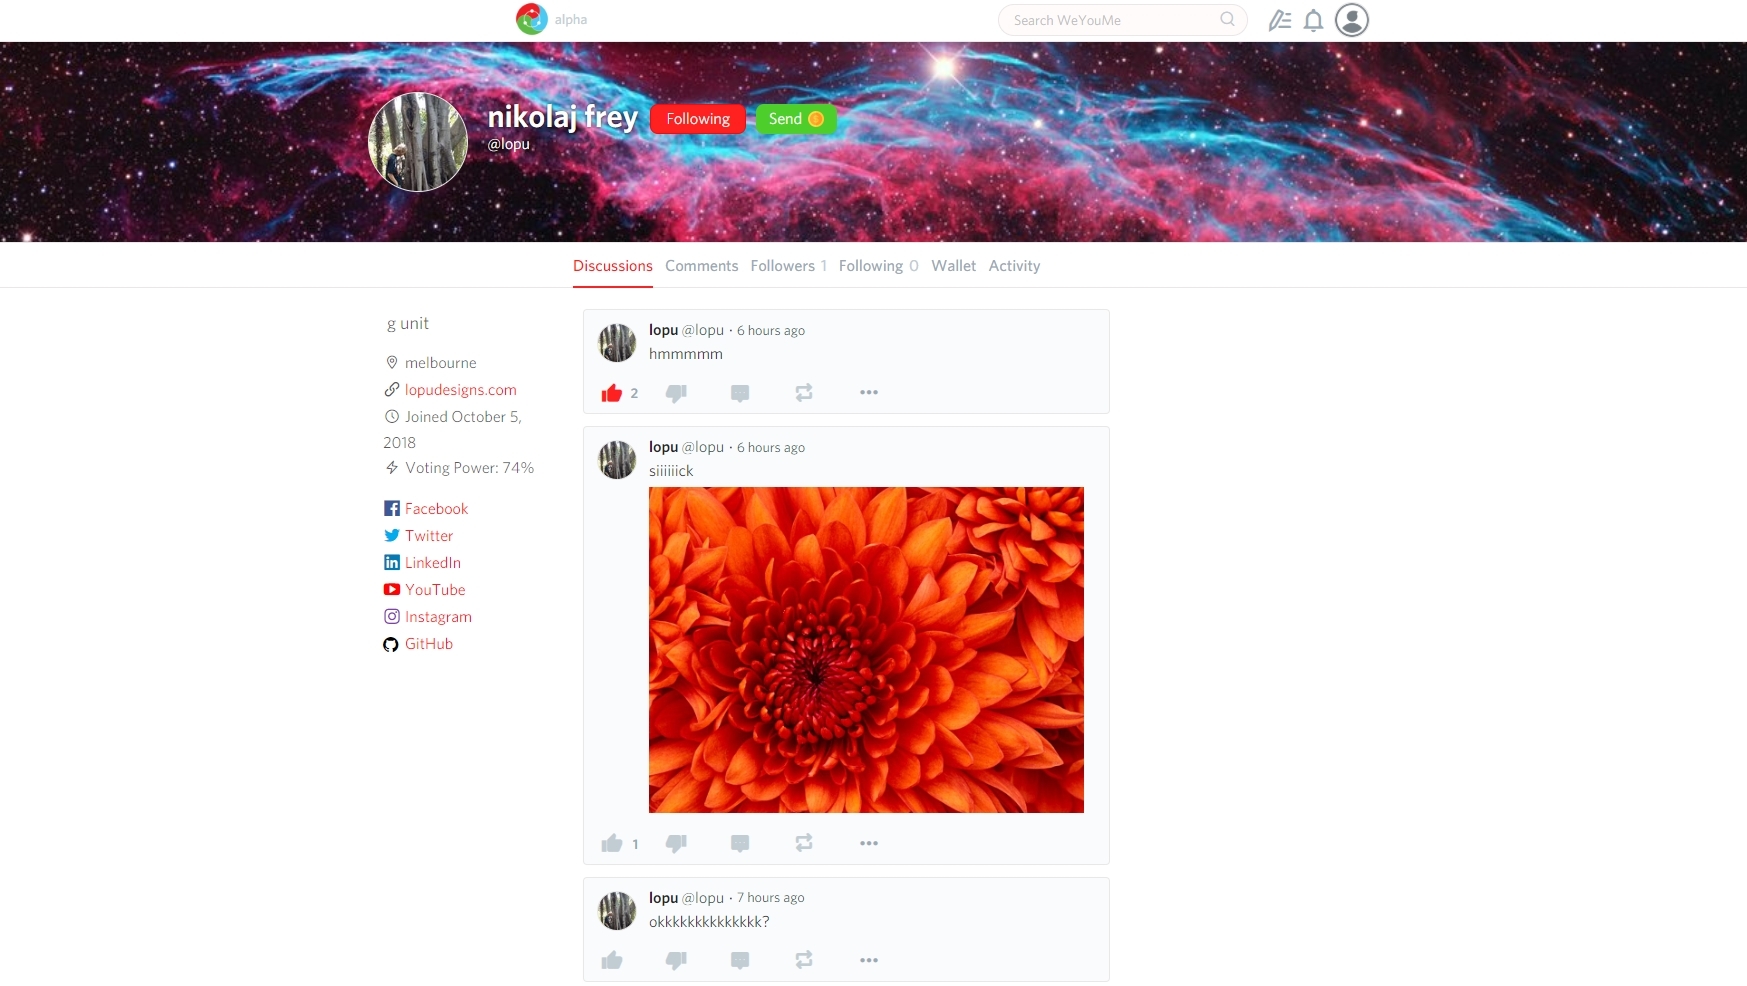 alpha
Search WeYouMe
nikolaj frey Following Send
@lopu
Discussions Comments Followers 1 Following 0 Wallet Activity
g unit
melbourne
lopudesigns.com
Joined October 5,
2018
Voting Power: 74%
Facebook
Twitter
LinkedIn
YouTube
Instagram
GitHub
lopu @lopu · 6 hours ago
hmmmmm
2
lopu @lopu · 6 hours ago
siiiiiick
1
lopu @lopu · 7 hours ago
okkkkkkkkkkkkkk?